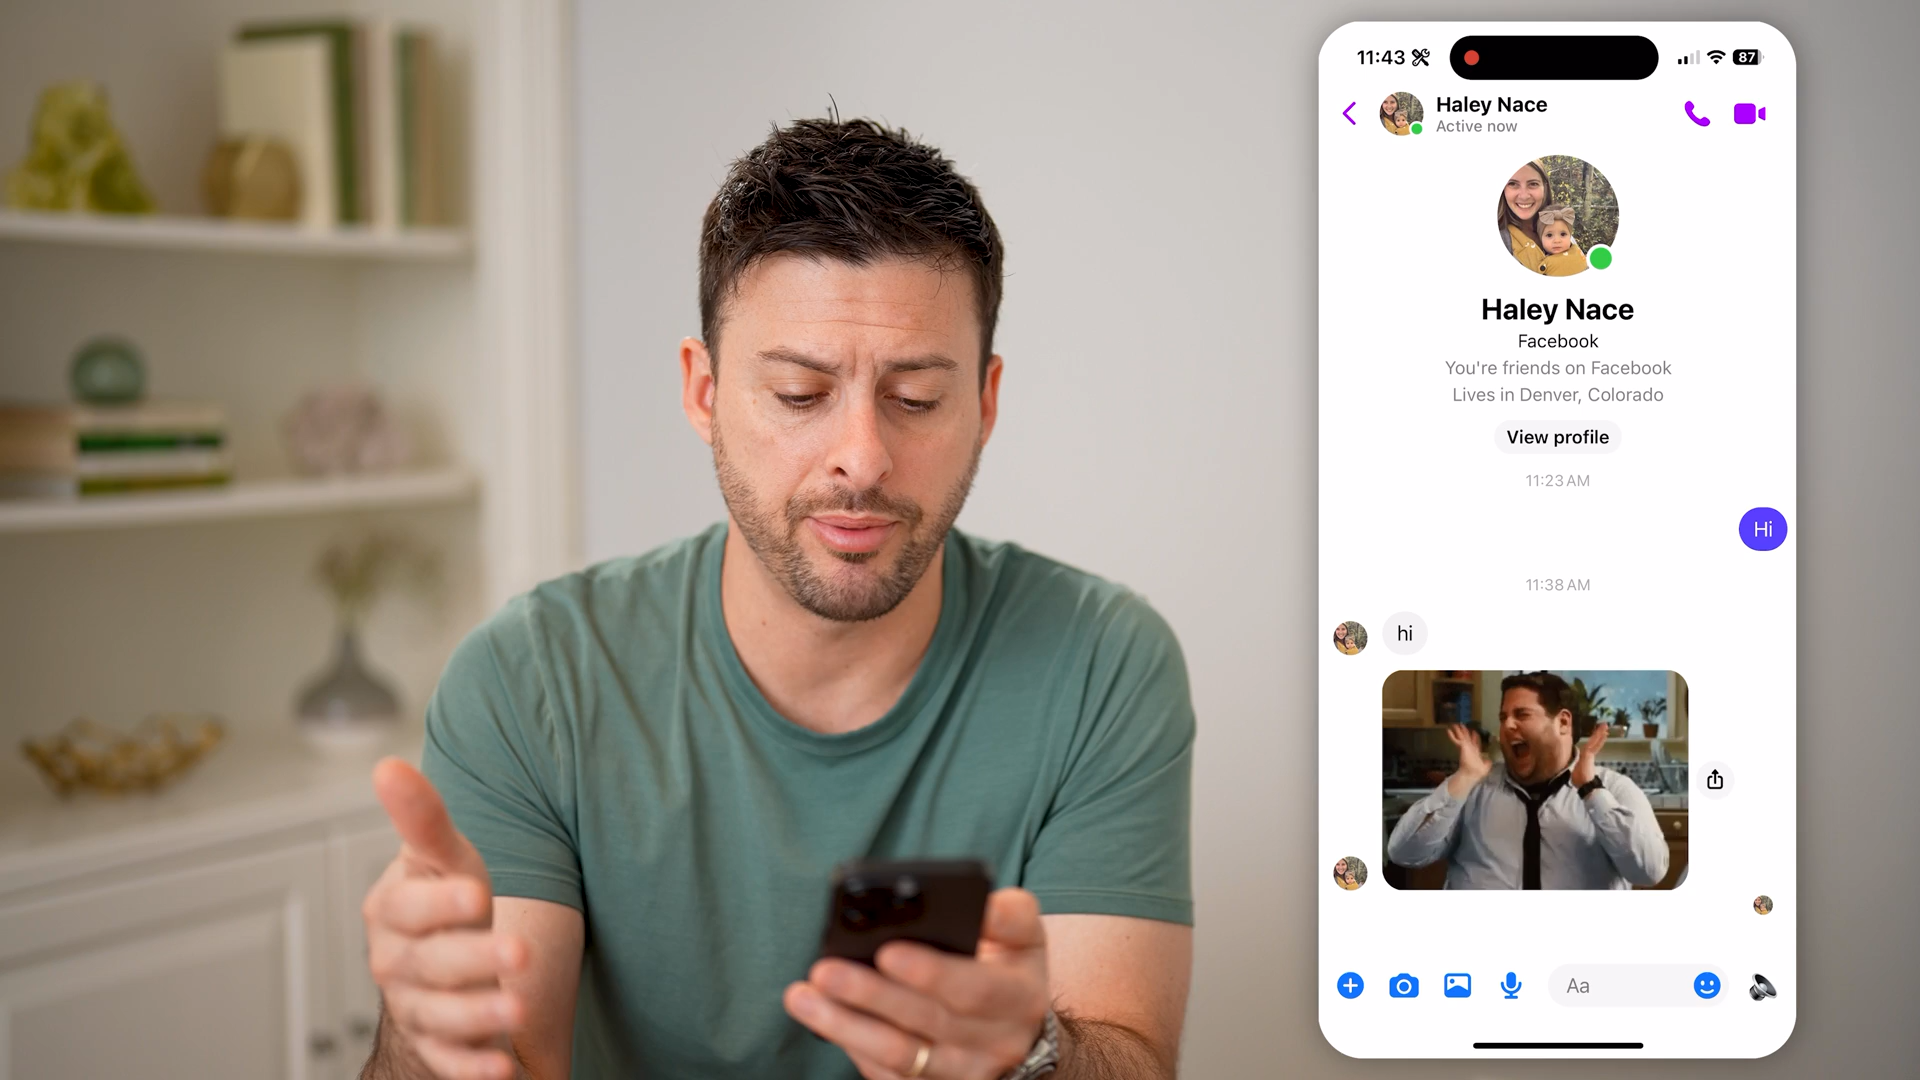 11:43
87
Haley Nace
Active now
Haley Nace
Facebook
You're friends on Facebook
Lives in Denver, Colorado
View profile
11:23 AM
Hi
11:38 AM
hi
Aa